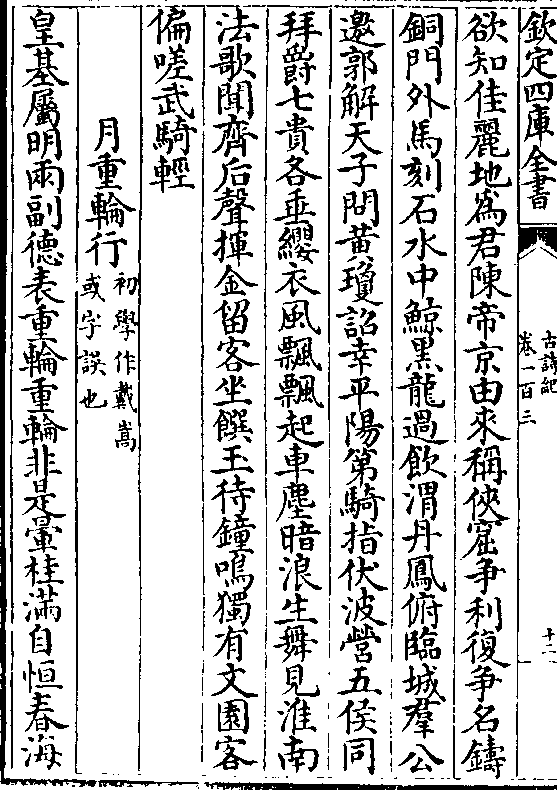 欽定四庫全書
古詩紀
卷一百三
十二
欲知佳麗地為君陳帝京由來稱俠窟争利復争名鑄
銅門外馬刻石水中鯨黑龍過飲渭丹鳳俯臨城羣公
邀郭解天子問黃瓊詔幸平陽第騎指伏波營五侯同
拜爵七貴各垂纓衣風飄飄起車塵暗浪生舞見淮南
法歌聞齊后聲揮金留客坐饌玉待鐘鳴獨有文園客
偏嗟武騎輕
月重輪行
初學作戴嵩
或字誤也
皇基屬明兩副德表重輪重輪非是暈桂滿自恒春海